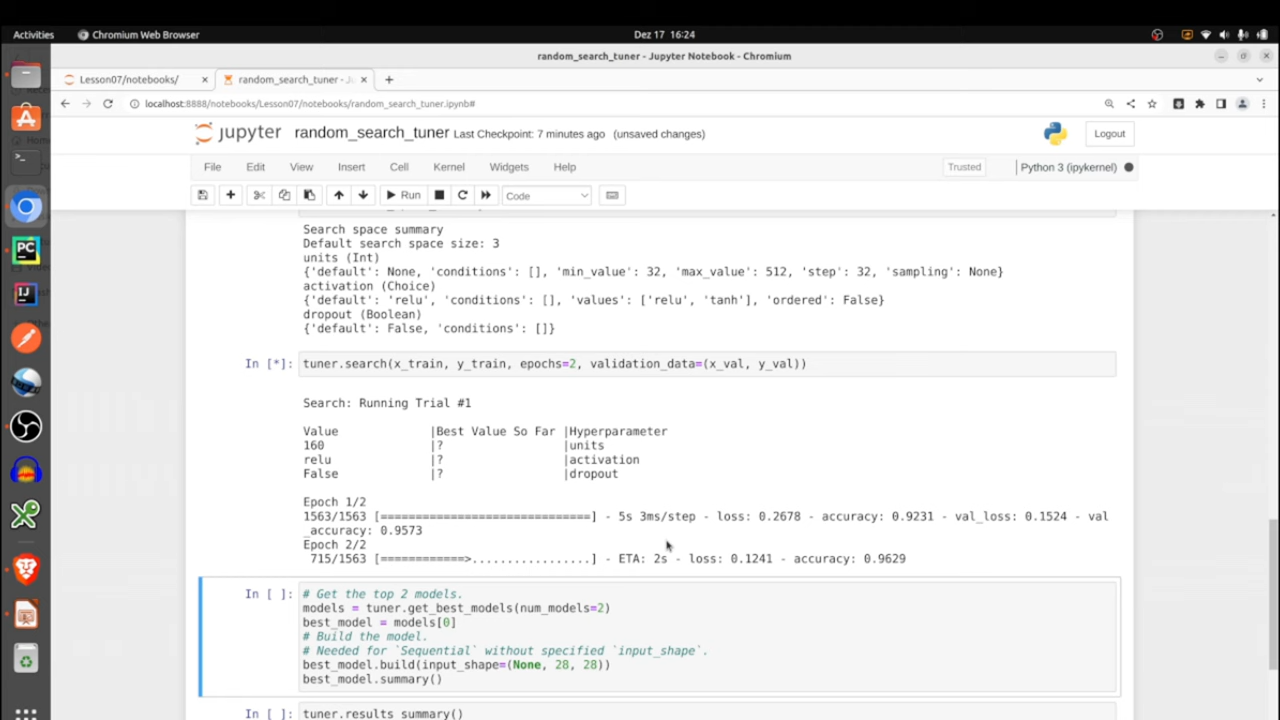 Activities
Chromium Web Browser
Dez 17 16:24
random_search_tuner - Jupyter Notebook - Chromium
Lesson07/notebooks/
random_search_tuner - J
localhost:8888/notebooks/Lesson07/notebooks/random_search_tuner.ipynb#
jupyter random_search_tuner Last Checkpoint: 7 minutes ago (unsaved changes)
Logout
File Edit View Insert Cell Kernel Widgets Help
Trusted
Python 3 (ipykernel)
Run
Code
Search space summary
Default search space size: 3
units (Int)
{'default': None, 'conditions': [], 'min_value': 32, 'max_value': 512, 'step': 32, 'sampling': None}
activation (Choice)
{'default': 'relu', 'conditions': [], 'values': ['relu', 'tanh'], 'ordered': False}
dropout (Boolean)
{'default': False, 'conditions': []}
In [*]: tuner.search(x_train, y_train, epochs=2, validation_data=(x_val, y_val))
Search: Running Trial #1
Value |Best Value So Far |Hyperparameter
160 |? |units
relu |? |activation
False |? |dropout
Epoch 1/2
1563/1563 [==============================] - 5s 3ms/step - loss: 0.2678 - accuracy: 0.9231 - val_loss: 0.1524 - val
_accuracy: 0.9573
Epoch 2/2
715/1563 [============>.................] - ETA: 2s - loss: 0.1241 - accuracy: 0.9629
In [ ]: # Get the top 2 models.
models = tuner.get_best_models(num_models=2)
best_model = models[0]
# Build the model.
# Needed for `Sequential` without specified `input_shape`.
best_model.build(input_shape=(None, 28, 28))
best_model.summary()
In [ ]: tuner.results_summary()